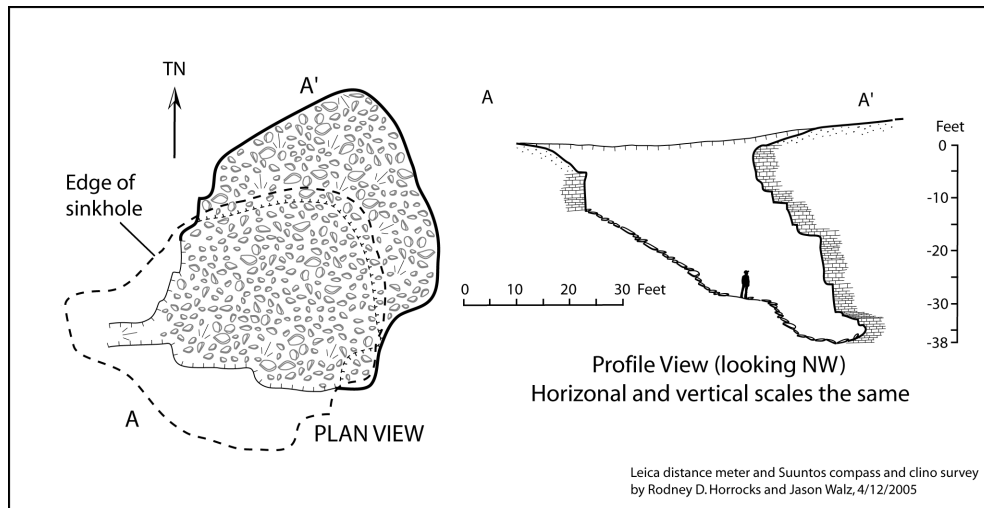 TN
A'
Edge of
sinkhole
A
PLAN VIEW
A
A'
Feet
0
-10
-20
-30
-38
0 10 20 30 Feet
Profile View (looking NW)
Horizonal and vertical scales the same
Leica distance meter and Suuntos compass and clino survey
by Rodney D. Horrocks and Jason Walz, 4/12/2005